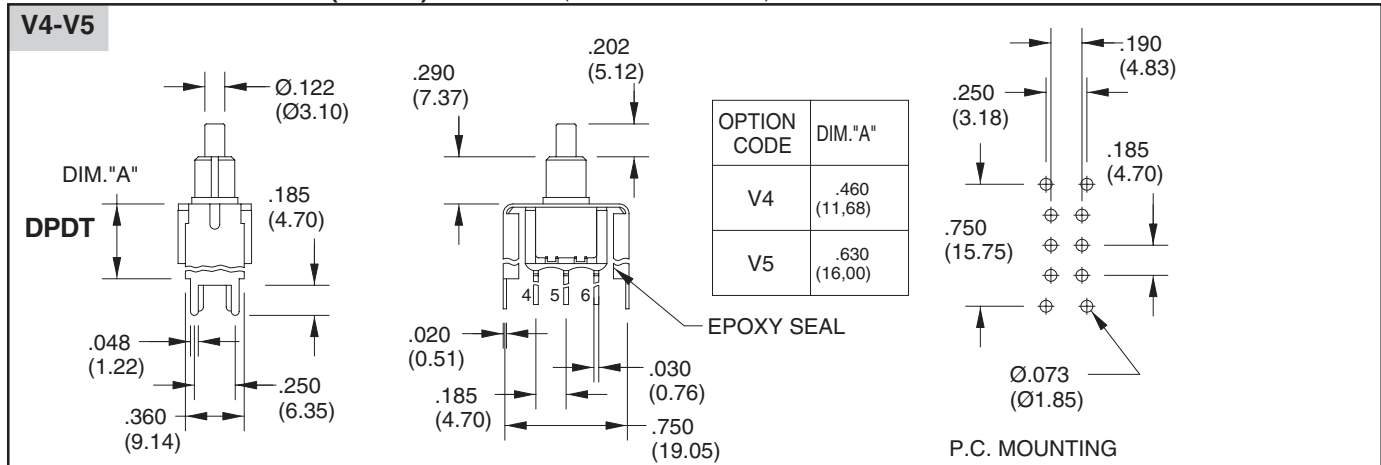 V4-V5
Ø.122
(Ø3.10)
DIM."A"
DPDT
.185
(4.70)
.048
(1.22)
.250
(6.35)
.360
(9.14)
.290
(7.37)
.202
(5.12)
4 5 6
EPOXY SEAL
.020
(0.51)
.030
(0.76)
.185
(4.70)
.750
(19.05)
OPTION CODE DIM."A"
V4 .460 (11,68)
V5 .630 (16,00)
.190
(4.83)
.250
(3.18)
.185
(4.70)
.750
(15.75)
Ø.073
(Ø1.85)
P.C. MOUNTING